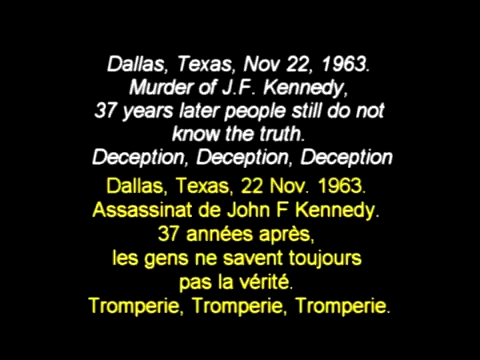 Dallas, Texas, Nov 22, 1963.
Murder of J.F. Kennedy,
37 years later people still do not
know the truth.
Deception, Deception, Deception
Dallas, Texas, 22 Nov. 1963.
Assassinat de John F Kennedy.
37 années après,
les gens ne savent toujours
pas la vérité.
Tromperie, Tromperie, Tromperie.